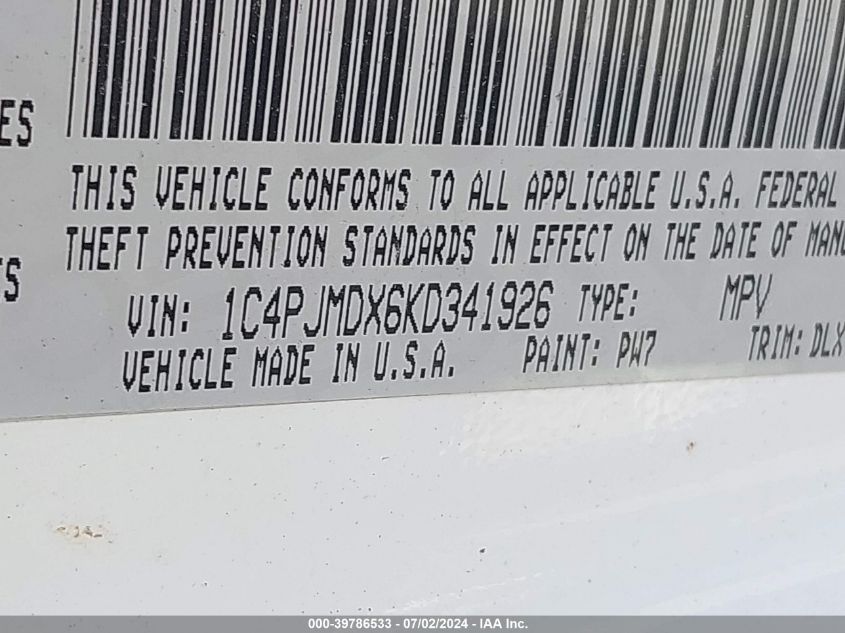 ES
THIS VEHICLE CONFORMS TO ALL APPLICABLE U.S.A. FEDERAL
THEFT PREVENTION STANDARDS IN EFFECT ON THE DATE OF MANU
TS
VIN: 1C4PJMDX6KD341926 TYPE: MPV
VEHICLE MADE IN U.S.A. PAINT: PW7 TRIM: DLX
000-39786533 - 07/02/2024 - IAA Inc.